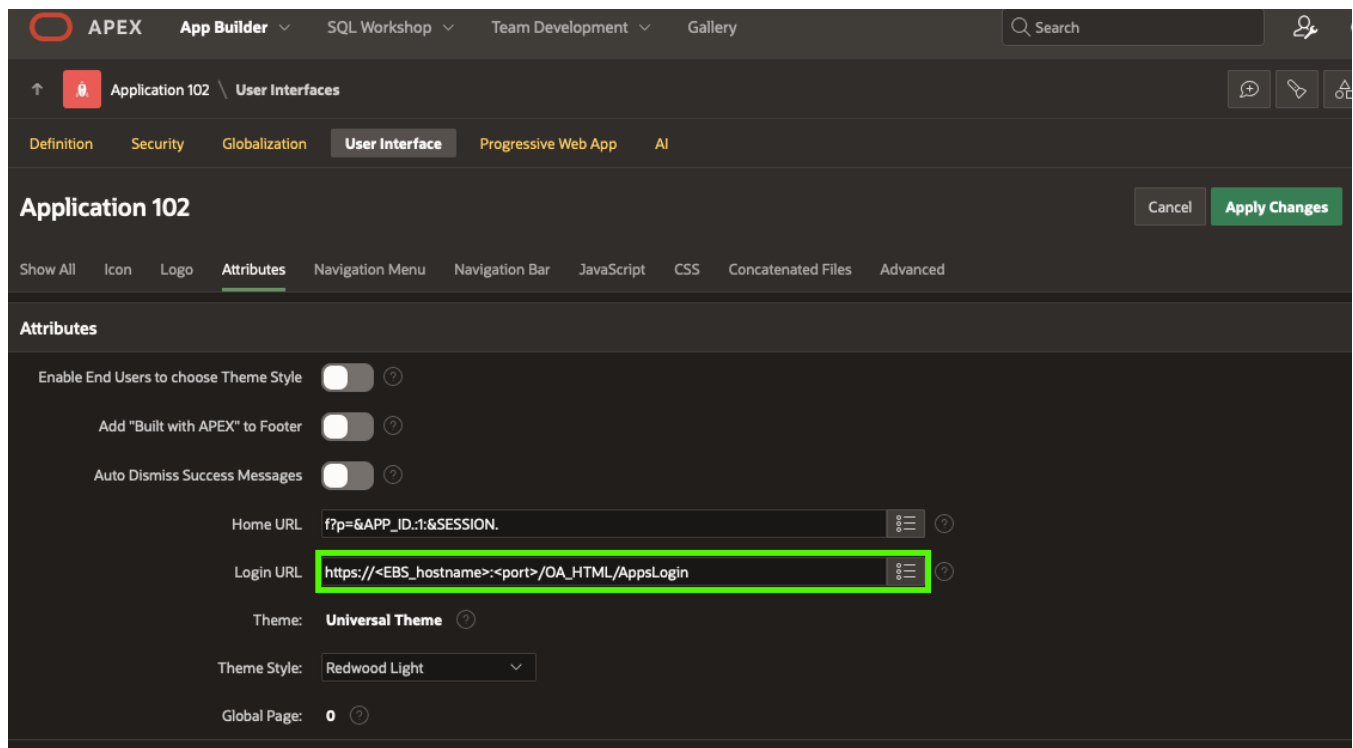 APEX App Builder SQL Workshop Team Development Gallery Search
Application 102 \ User Interfaces
Definition Security Globalization User Interface Progressive Web App AI
Application 102 Cancel Apply Changes
Show All Icon Logo Attributes Navigation Menu Navigation Bar JavaScript CSS Concatenated Files Advanced
Attributes
Enable End Users to choose Theme Style ?
Add "Built with APEX" to Footer ?
Auto Dismiss Success Messages ?
Home URL f?p=&APP_ID.:1:&SESSION. ?
Login URL https://<EBS_hostname>:<port>/OA_HTML/AppsLogin ?
Theme: Universal Theme ?
Theme Style: Redwood Light
Global Page: 0 ?